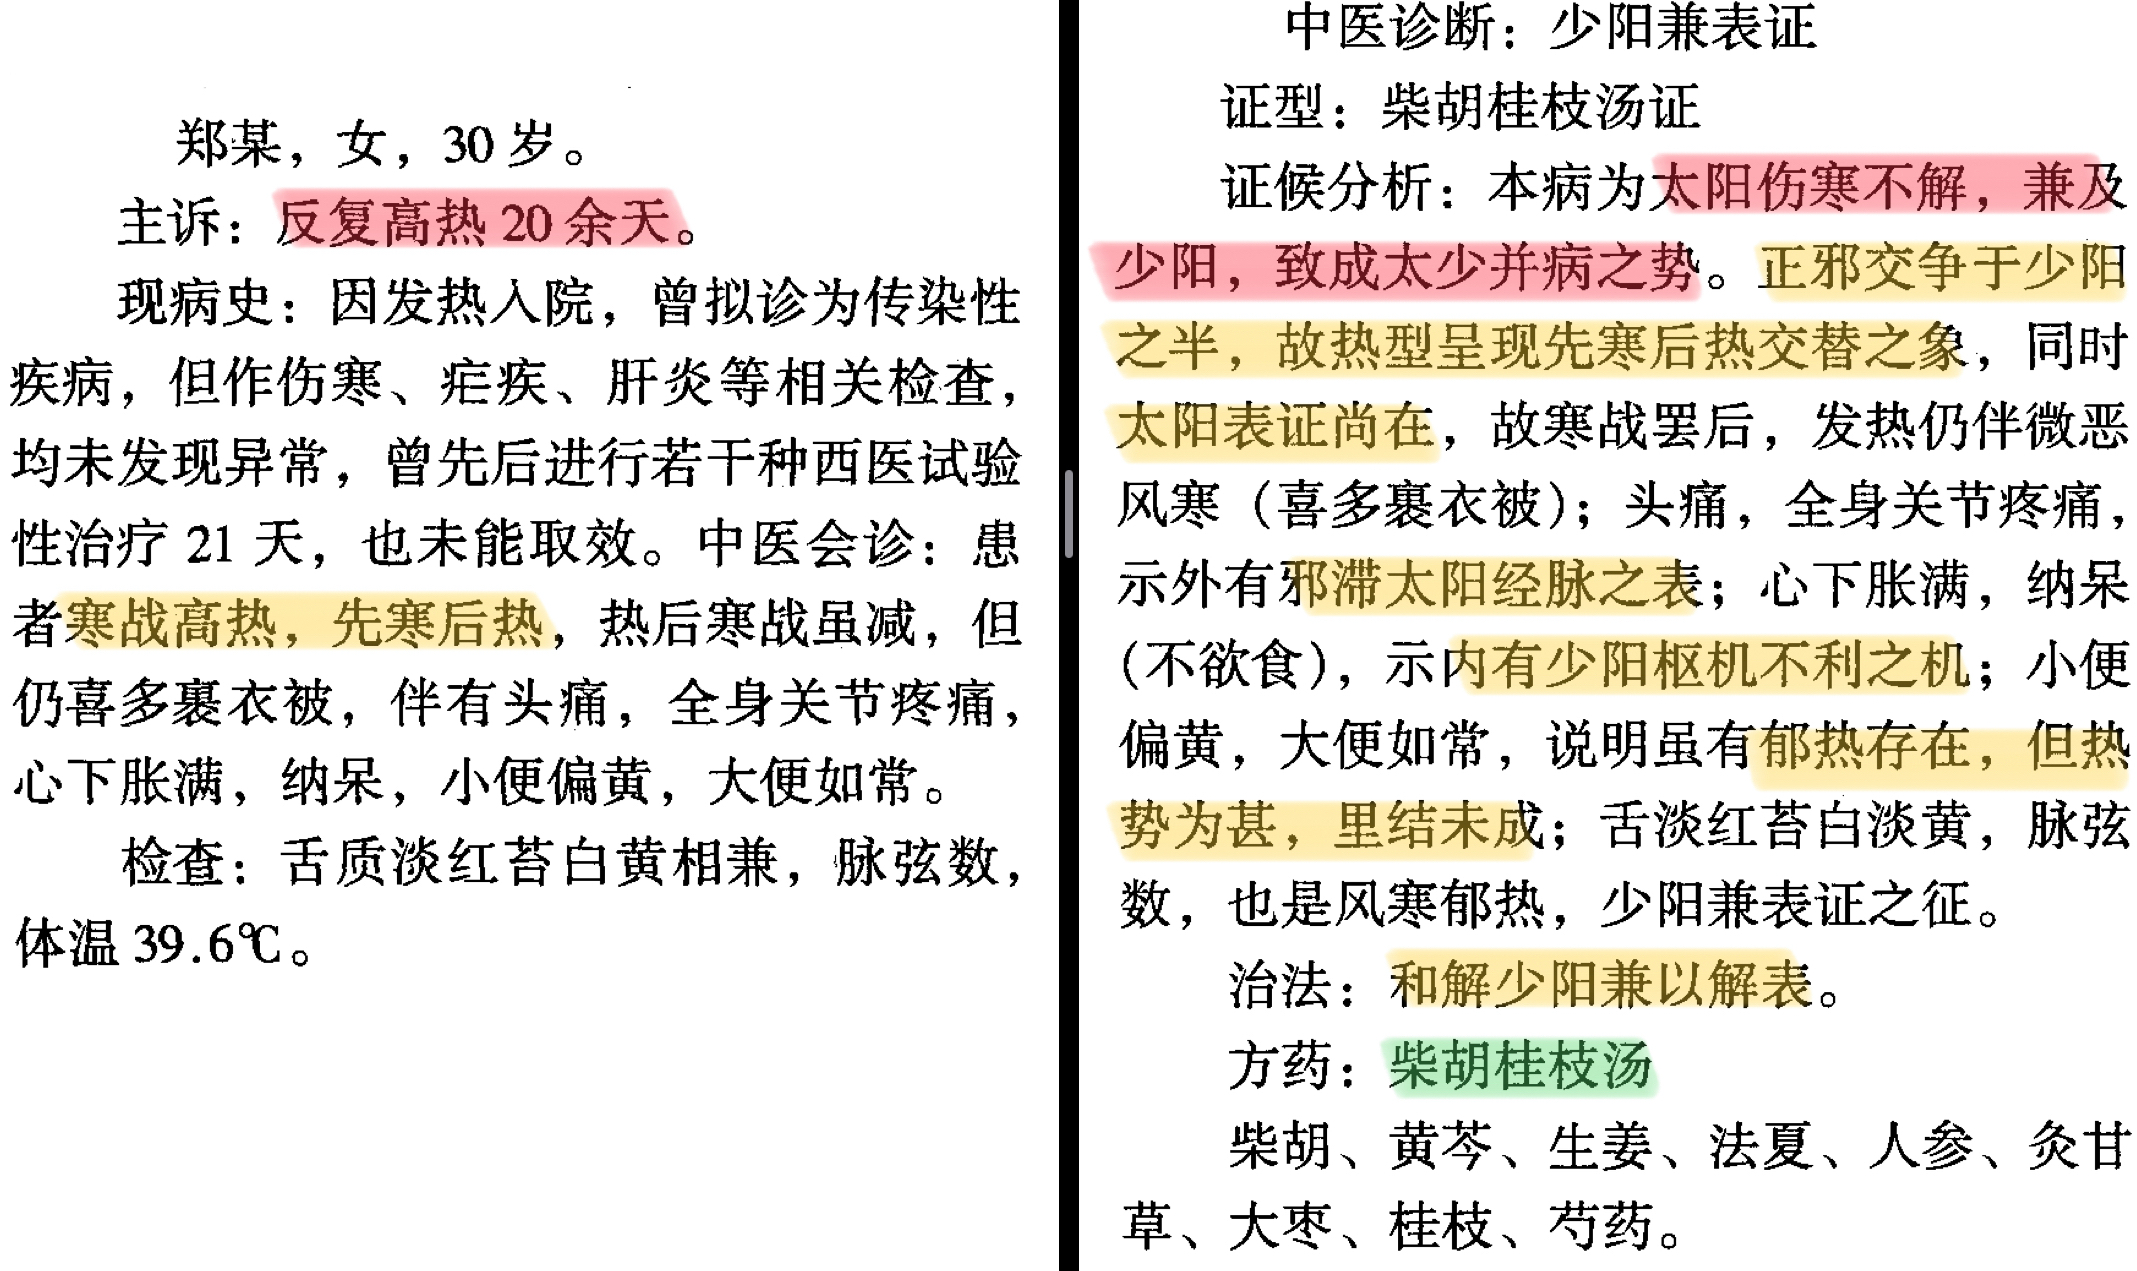 郑某，女，30岁。
主诉：反复高热20余天。
现病史：因发热入院，曾拟诊为传染性
疾病，但作伤寒、疟疾、肝炎等相关检查，
均未发现异常，曾先后进行若干种西医试验
性治疗21天，也未能取效。中医会诊：患
者寒战高热，先寒后热，热后寒战虽减，但
仍喜多裹衣被，伴有头痛，全身关节疼痛，
心下胀满，纳呆，小便偏黄，大便如常。
检查：舌质淡红苔白黄相兼，脉弦数，
体温39.6℃。
中医诊断：少阳兼表证
证型：柴胡桂枝汤证
证候分析：本病为太阳伤寒不解，兼及
少阳，致成太少并病之势。正邪交争于少阳
之半，故热型呈现先寒后热交替之象，同时
太阳表证尚在，故寒战罢后，发热仍伴微恶
风寒（喜多裹衣被）；头痛，全身关节疼痛，
示外有邪滞太阳经脉之表；心下胀满，纳呆
（不欲食），示内有少阳枢机不利之机；小便
偏黄，大便如常，说明虽有郁热存在，但热
势为甚，里结未成；舌淡红苔白淡黄，脉弦
数，也是风寒郁热，少阳兼表证之征。
治法：和解少阳兼以解表。
方药：柴胡桂枝汤
柴胡、黄芩、生姜、法夏、人参、灸甘
草、大枣、桂枝、芍药。